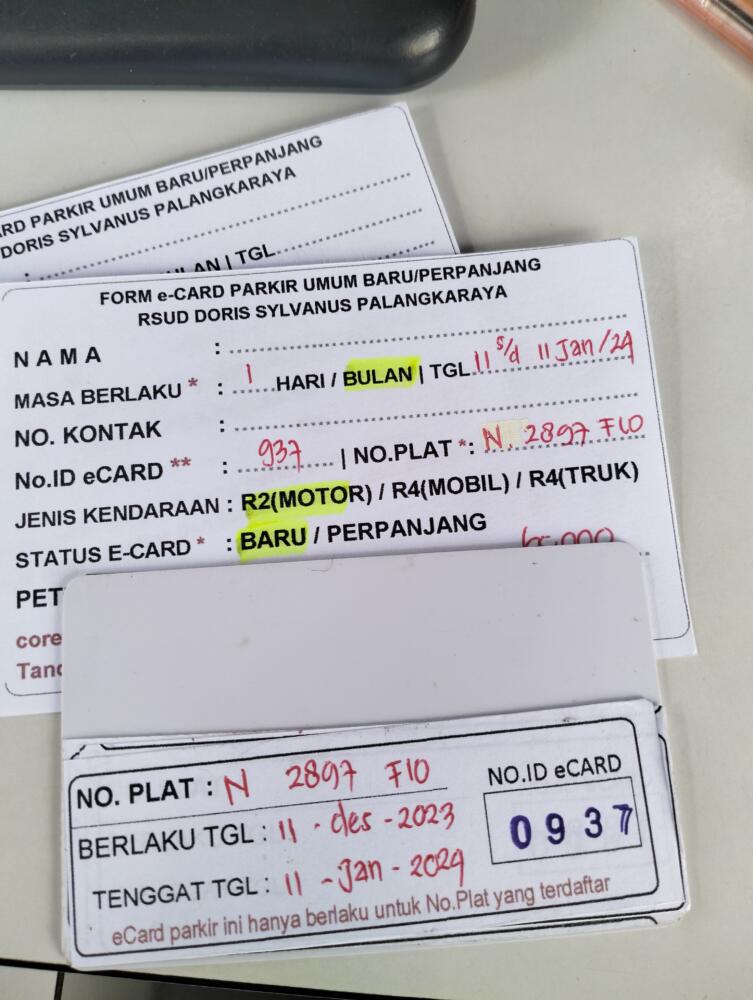 RD PARKIR UMUM BARU/PERPANJANG
DORIS SYLVANUS PALANGKARAYA
ULAN | TGL
FORM e-CARD PARKIR UMUM BARU/PERPANJANG
RSUD DORIS SYLVANUS PALANGKARAYA
NAMA :
MASA BERLAKU * : 1 HARI / BULAN | TGL. 11 s/d 11 Jan/24
NO. KONTAK :
No.ID eCARD ** : 937 | NO.PLAT *: N 2897 FIO
JENIS KENDARAAN : R2(MOTOR) / R4(MOBIL) / R4(TRUK)
STATUS E-CARD * : BARU / PERPANJANG
PET
core
NO. PLAT : N 2897 FIO
NO.ID eCARD
0937
BERLAKU TGL : 11 - des - 2023
TENGGAT TGL : 11 - Jan - 2024
eCard parkir ini hanya berlaku untuk No.Plat yang terdaftar